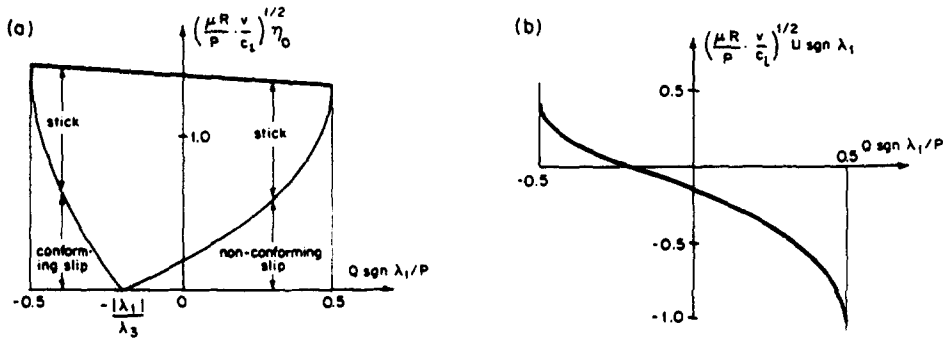 (a)
(μR/P · v/c_L)^{1/2} η_0
stick
1.0
stick
conform-
ing slip
non-conforming
slip
Q sgn λ_1/P
-0.5
-|λ_1|/λ_3
0
0.5
(b)
(μR/P · v/c_L)^{1/2} U sgn λ_1
0.5
0.5
Q sgn λ_1/P
-0.5
-0.5
-1.0